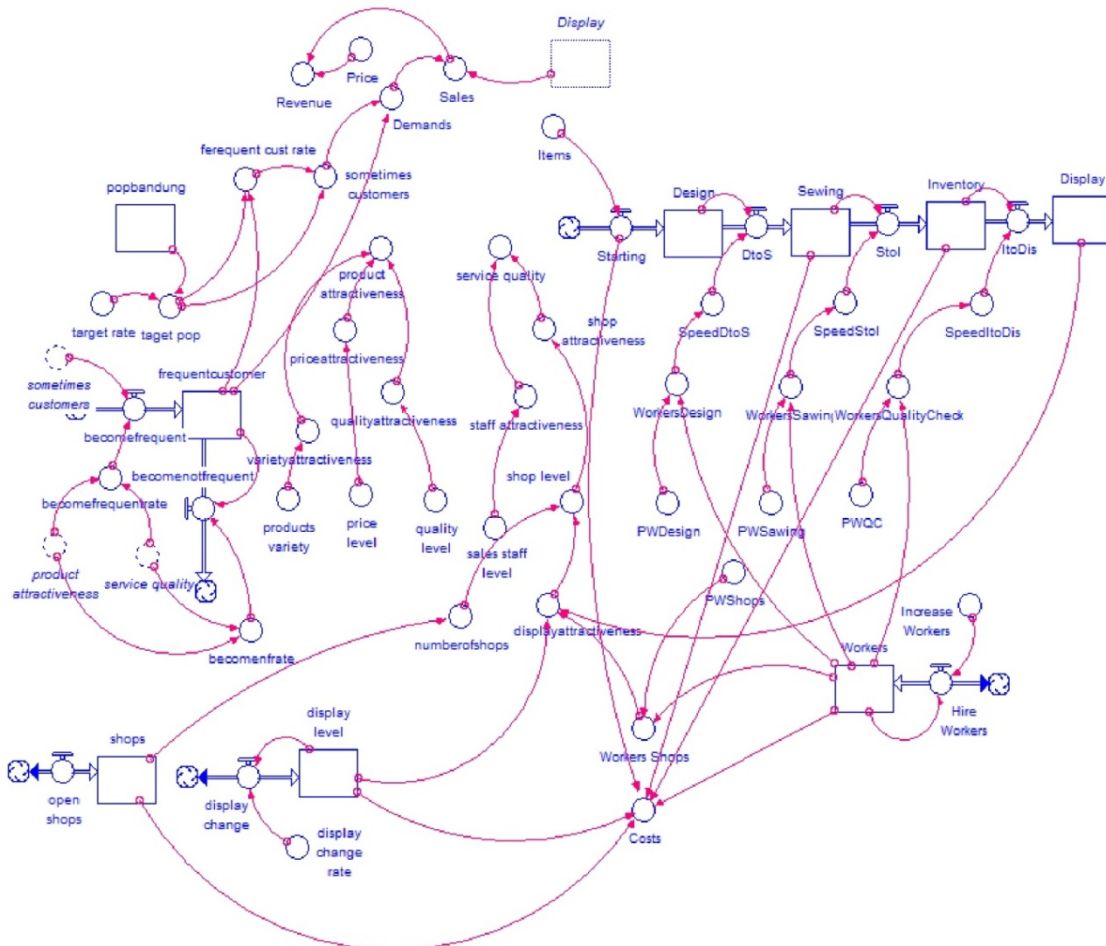 Display
Price
Revenue
Sales
Demands
Items
ferequent cust rate
sometimes
customers
popbandung
Design
Sewing
Inventory
Display
Starting
DtoS
StoI
ItoDis
product
attractiveness
service quality
target rate
taget pop
priceattractiveness
shop
attractiveness
SpeedDtoS
SpeedStoI
SpeedItoDis
sometimes
customers
frequentcustomer
becomefrequent
qualityattractiveness
staff attractiveness
WorkersDesign
WorkersSawing
WorkersQualityCheck
varietyattractiveness
becomenotfrequent
becomefrequentrate
shop level
products
variety
price
level
quality
level
sales staff
level
PWDesign
PWSawing
PWQC
product
attractiveness
service quality
PWShops
Increase
Workers
becomenfrate
numberofshops
displayattractiveness
Workers
Hire
Workers
shops
display
level
Workers Shops
open
shops
display
change
display
change
rate
Costs